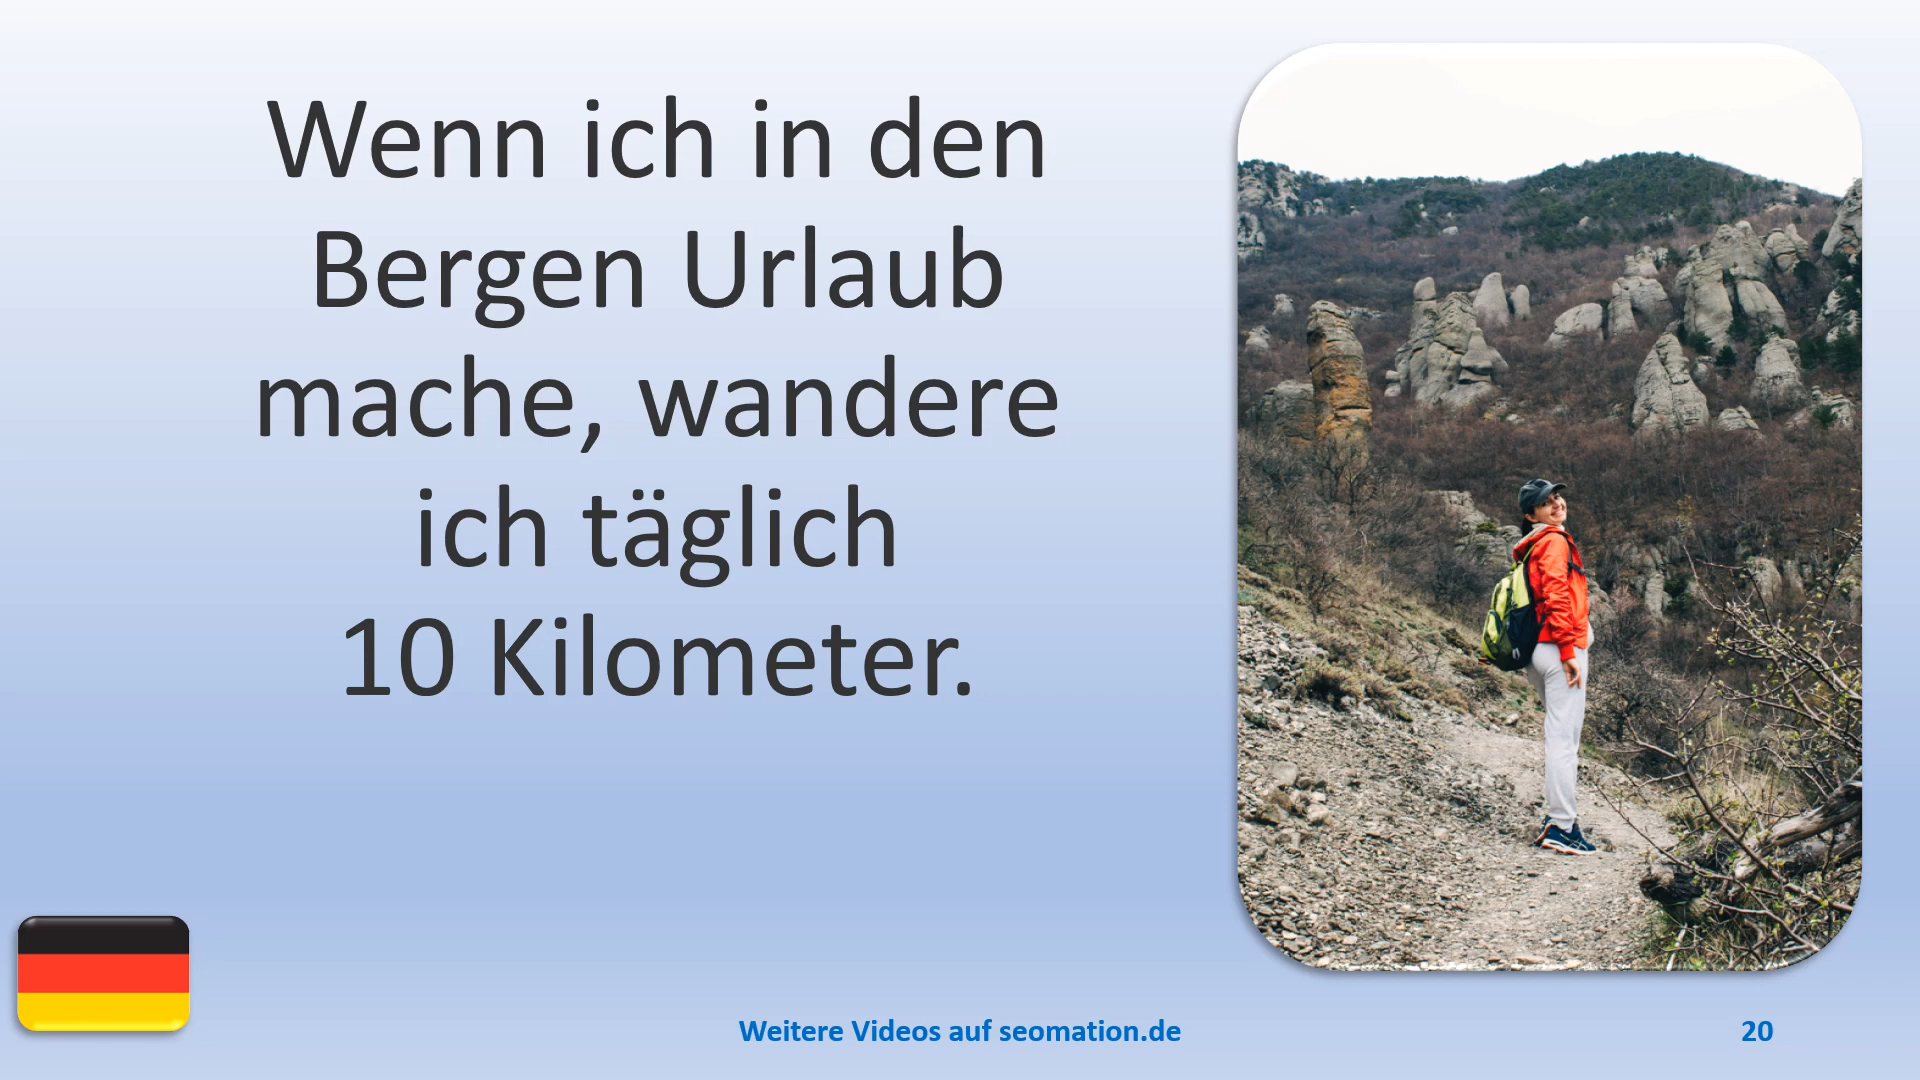 Wenn ich in den
Bergen Urlaub
mache, wandere
ich täglich
10 Kilometer.
Weitere Videos auf seomation.de
20